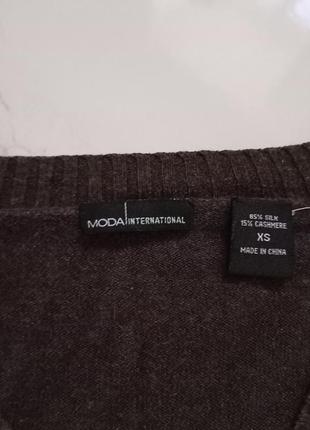 MODA INTERNATIONAL
85% SILK
15% CASHMERE
XS
MADE IN CHINA